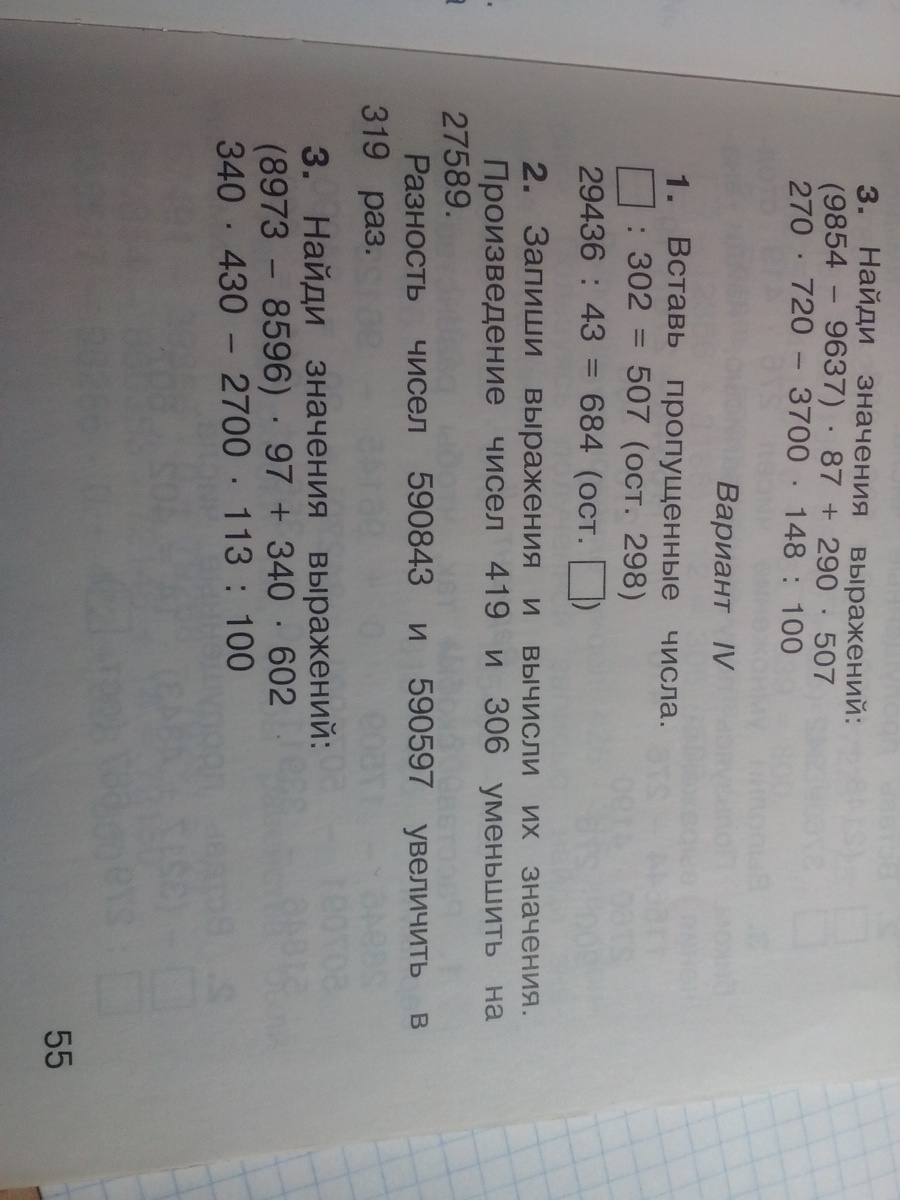 3. Найди значения выражений:
(9854 – 9637) · 87 + 290 · 507
270 · 720 – 3700 · 148 : 100
Вариант IV
1. Вставь пропущенные числа.
□ : 302 = 507 (ост. 298)
29436 : 43 = 684 (ост. □)
2. Запиши выражения и вычисли их значения.
Произведение чисел 419 и 306 уменьшить на
27589.
Разность чисел 590843 и 590597 увеличить в
319 раз.
3. Найди значения выражений:
(8973 – 8596) · 97 + 340 · 602
340 · 430 – 2700 · 113 : 100
55